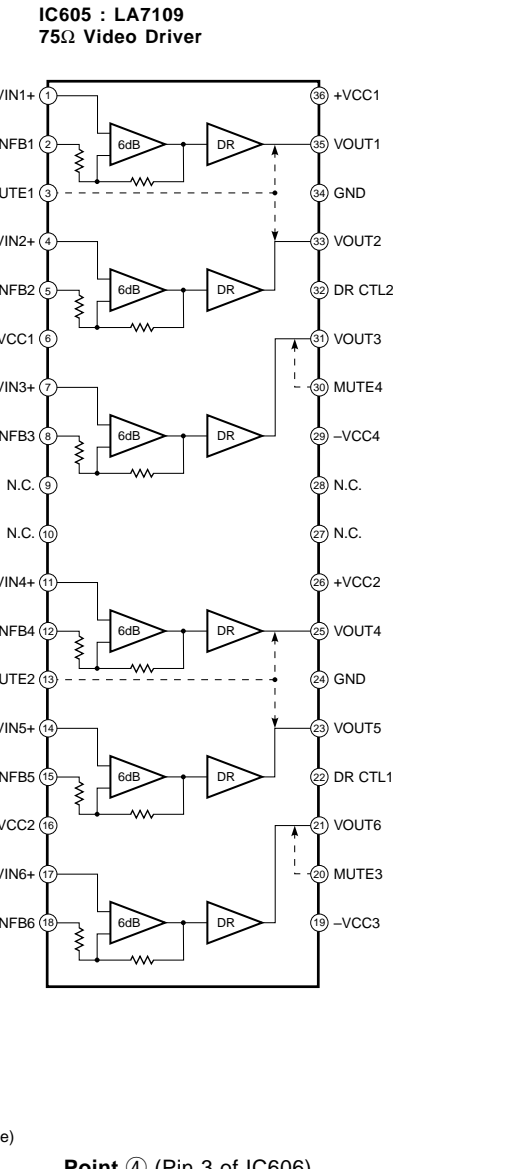 IC605 : LA7109
75Ω Video Driver
VIN1+ 1
36 +VCC1
NFB1 2
6dB
DR
35 VOUT1
UTE1 3
34 GND
VIN2+ 4
33 VOUT2
NFB2 5
6dB
DR
32 DR CTL2
VCC1 6
31 VOUT3
VIN3+ 7
30 MUTE4
NFB3 8
6dB
DR
29 –VCC4
N.C. 9
28 N.C.
N.C. 10
27 N.C.
VIN4+ 11
26 +VCC2
NFB4 12
6dB
DR
25 VOUT4
UTE2 13
24 GND
VIN5+ 14
23 VOUT5
NFB5 15
6dB
DR
22 DR CTL1
VCC2 16
21 VOUT6
VIN6+ 17
20 MUTE3
NFB6 18
6dB
DR
19 –VCC3
e)
Point ④ (Pin 3 of IC606)